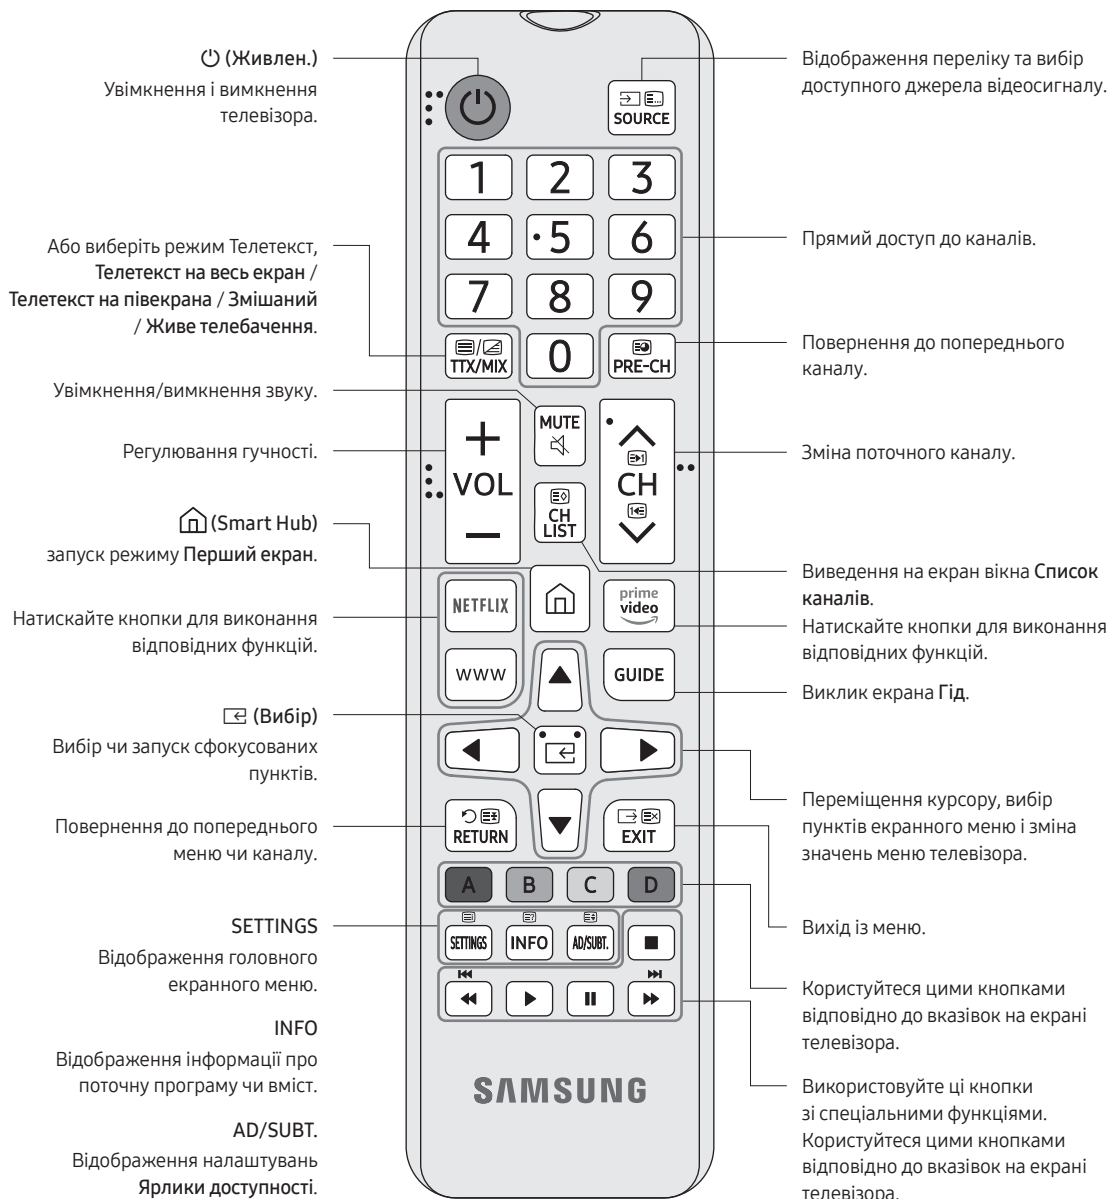 (Живлен.)
Увімкнення і вимкнення
телевізора.
Або виберіть режим Телетекст,
Телетекст на весь екран /
Телетекст на півекрана / Змішаний
/ Живе телебачення.
Увімкнення/вимкнення звуку.
Регулювання гучності.
(Smart Hub)
запуск режиму Перший екран.
Натискайте кнопки для виконання
відповідних функцій.
(Вибір)
Вибір чи запуск сфокусованих
пунктів.
Повернення до попереднього
меню чи каналу.
SETTINGS
Відображення головного
екранного меню.
INFO
Відображення інформації про
поточну програму чи вміст.
AD/SUBT.
Відображення налаштувань
Ярлики доступності.
SOURCE
1 2 3
4 5 6
7 8 9
TTX/MIX 0 PRE-CH
MUTE
VOL
CH
CH
LIST
NETFLIX
prime
video
www
GUIDE
RETURN
EXIT
A B C D
SETTINGS INFO AD/SUBT.
SAMSUNG
Відображення переліку та вибір
доступного джерела відеосигналу.
Прямий доступ до каналів.
Повернення до попереднього
каналу.
Зміна поточного каналу.
Виведення на екран вікна Список
каналів.
Натискайте кнопки для виконання
відповідних функцій.
Виклик екрана Гід.
Переміщення курсору, вибір
пунктів екранного меню і зміна
значень меню телевізора.
Вихід із меню.
Користуйтеся цими кнопками
відповідно до вказівок на екрані
телевізора.
Використовуйте ці кнопки
зі спеціальними функціями.
Користуйтеся цими кнопками
відповідно до вказівок на екрані
телевізора.